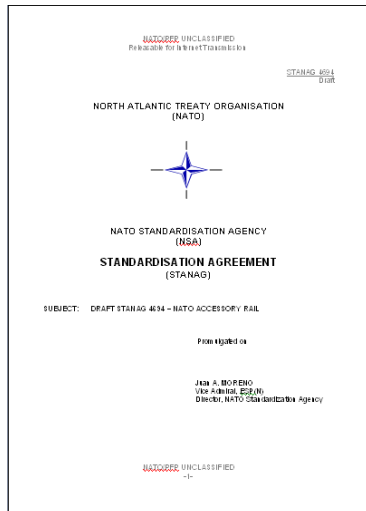 NATO/PFP UNCLASSIFIED
Releasable for Internet Transmission
STANAG 4694
Draft
NORTH ATLANTIC TREATY ORGANISATION
(NATO)
NATO STANDARDISATION AGENCY
(NSA)
STANDARDISATION AGREEMENT
(STANAG)
SUBJECT: DRAFT STANAG 4694 – NATO ACCESSORY RAIL
Promulgated on
Juan A. MORENO
Vice Admiral, ESP(N)
Director, NATO Standardization Agency
NATO/PFP UNCLASSIFIED
-i-